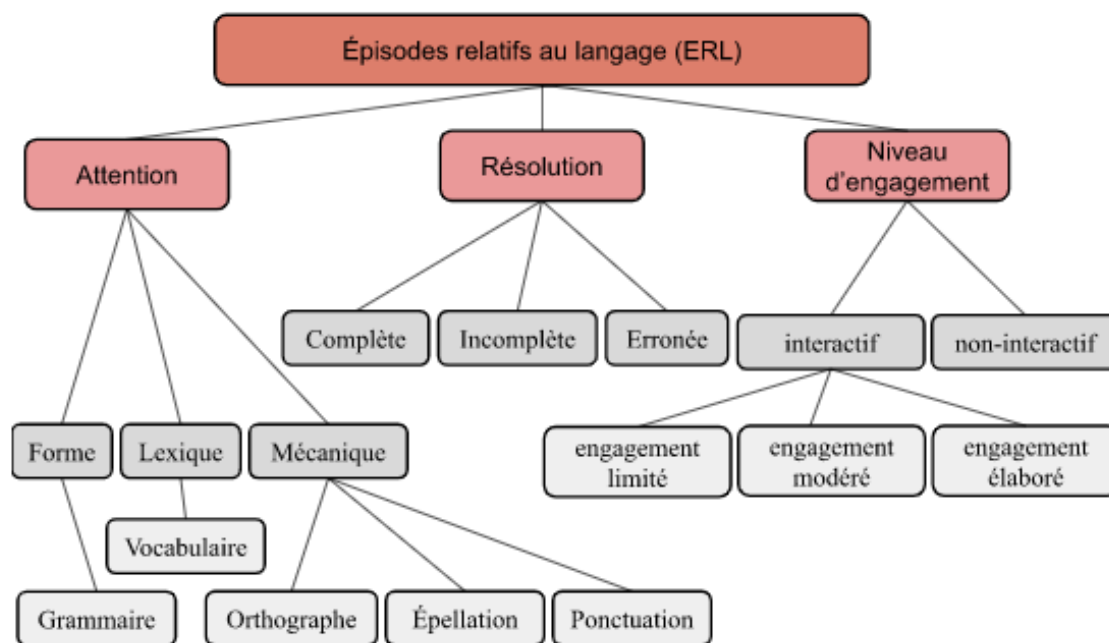 Épisodes relatifs au langage (ERL)
Attention
Résolution
Niveau
d'engagement
Complète
Incomplète
Erronée
interactif
non-interactif
Forme
Lexique
Mécanique
engagement
limité
engagement
modéré
engagement
élaboré
Vocabulaire
Grammaire
Orthographe
Épellation
Ponctuation